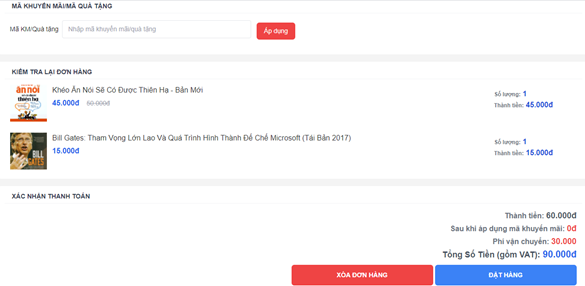 MÃ KHUYẾN MÃI/MÃ QUÀ TẶNG
Mã KM/Quà tặng
Nhập mã khuyến mãi/quà tặng
Áp dụng
KIỂM TRA LẠI ĐƠN HÀNG
Khéo Ăn Nói Sẽ Có Được Thiên Hạ - Bản Mới
45.000đ 50.000đ
Số lượng: 1
Thành tiền: 45.000đ
ăn nói
Bill Gates: Tham Vọng Lớn Lao Và Quá Trình Hình Thành Đế Chế Microsoft (Tái Bản 2017)
15.000đ
Số lượng: 1
Thành tiền: 15.000đ
BILL
GATES
XÁC NHẬN THANH TOÁN
Thành tiền: 60.000đ
Sau khi áp dụng mã khuyến mãi: 0đ
Phí vận chuyển: 30.000
Tổng Số Tiền (gồm VAT): 90.000đ
XÓA ĐƠN HÀNG
ĐẶT HÀNG